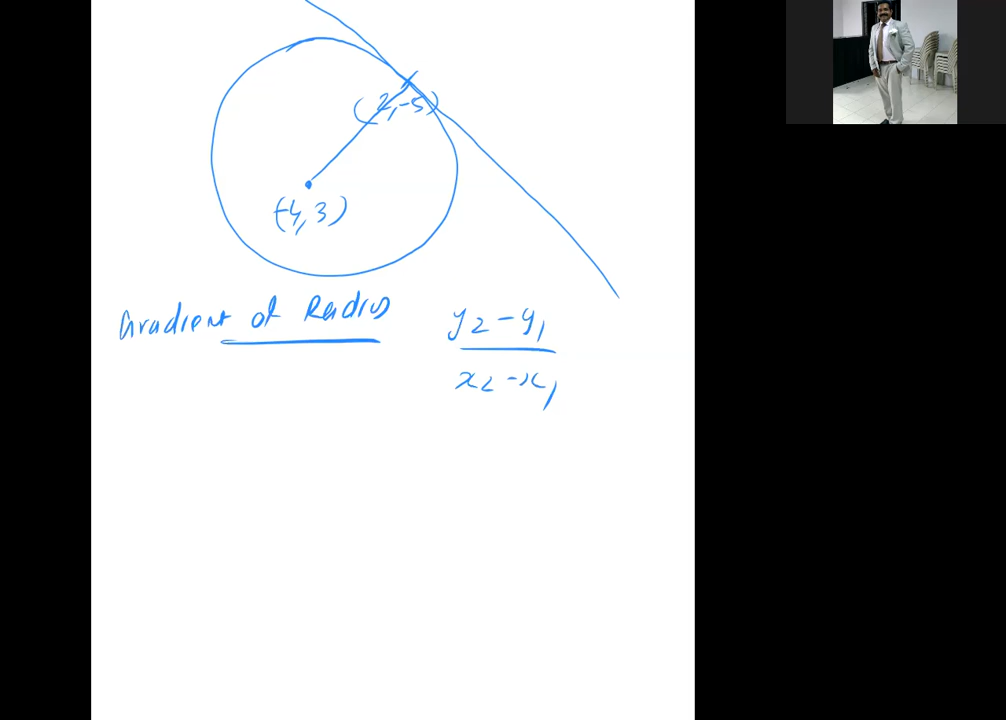 (2,-5)
(-4,3)
Gradient of Radius
y2-y1
x2-x1